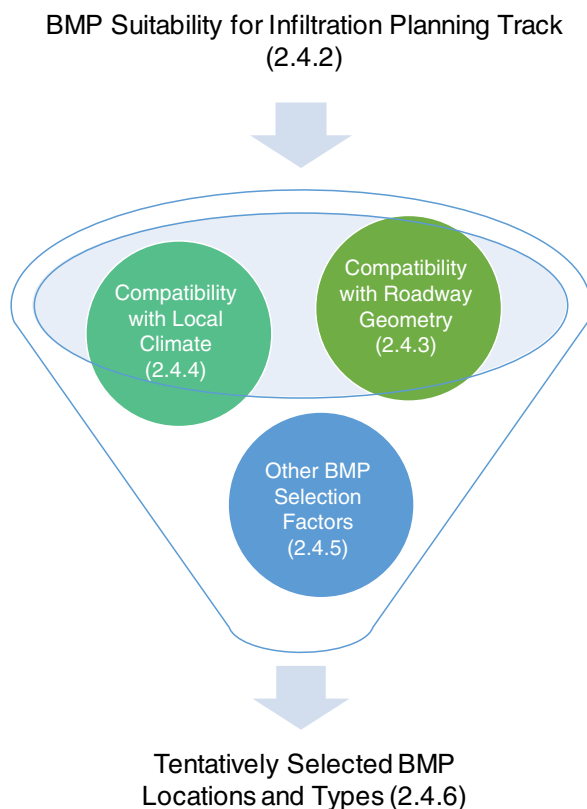 BMP Suitability for Infiltration Planning Track
(2.4.2)
Compatibility
with Local
Climate
(2.4.4)
Compatibility
with Roadway
Geometry
(2.4.3)
Other BMP
Selection
Factors
(2.4.5)
Tentatively Selected BMP
Locations and Types (2.4.6)